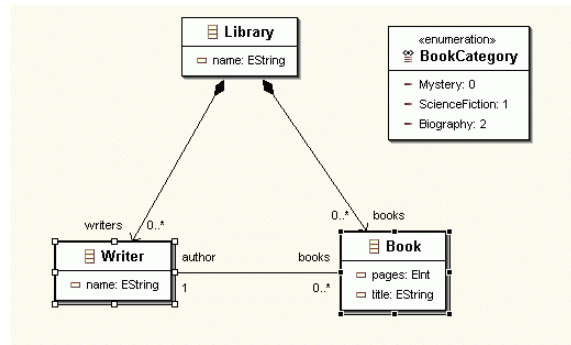 Library
name: EString
«enumeration»
BookCategory
Mystery: 0
ScienceFiction: 1
Biography: 2
writers 0..*
0..* books
Writer
name: EString
author
1
books
0..*
Book
pages: EInt
title: EString